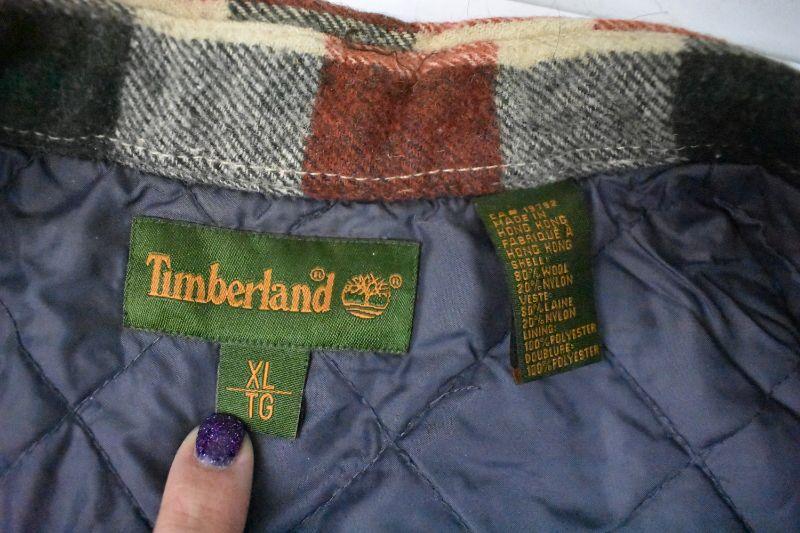 Timberland®
®
XL
TG
CA 19792
MADE IN
HONG KONG
FABRIQUÉ À
HONG KONG
SHELL:
80% WOOL
20% NYLON
VESTE:
80% LAINE
20% NYLON
LINING:
100% POLYESTER
DOUBLURE:
100% POLYESTER